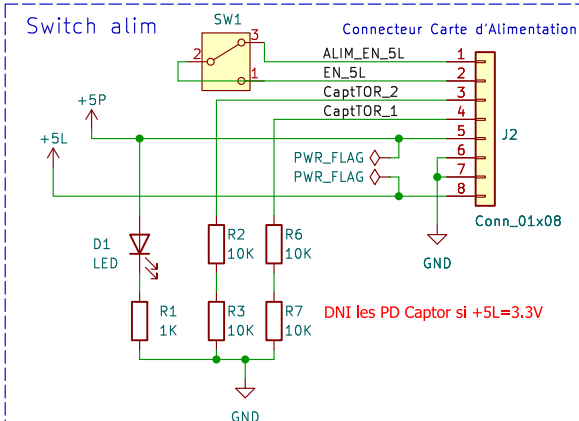 Switch alim
SW1
Connecteur Carte d'Alimentation
3
2
1
ALIM_EN_5L
1
EN_5L
2
CaptTOR_2
3
CaptTOR_1
4
+5P
5
J2
+5L
PWR_FLAG
6
PWR_FLAG
7
8
Conn_01x08
D1
LED
R2
10K
R6
10K
GND
R1
1K
R3
10K
R7
10K
DNI les PD Captor si +5L=3.3V
GND